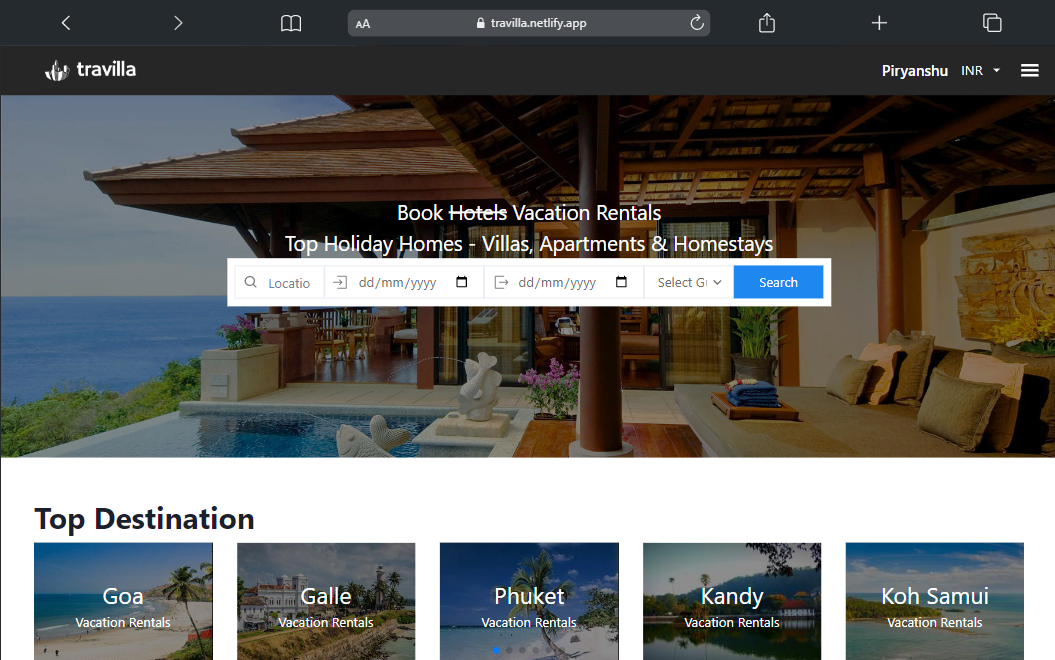 AA travilla.netlify.app
travilla Piryanshu INR
Book Hotels Vacation Rentals
Top Holiday Homes - Villas, Apartments & Homestays
Locatio dd/mm/yyyy dd/mm/yyyy Select Gu Search
Top Destination
Goa Galle Phuket Kandy Koh Samui
Vacation Rentals Vacation Rentals Vacation Rentals Vacation Rentals Vacation Rentals